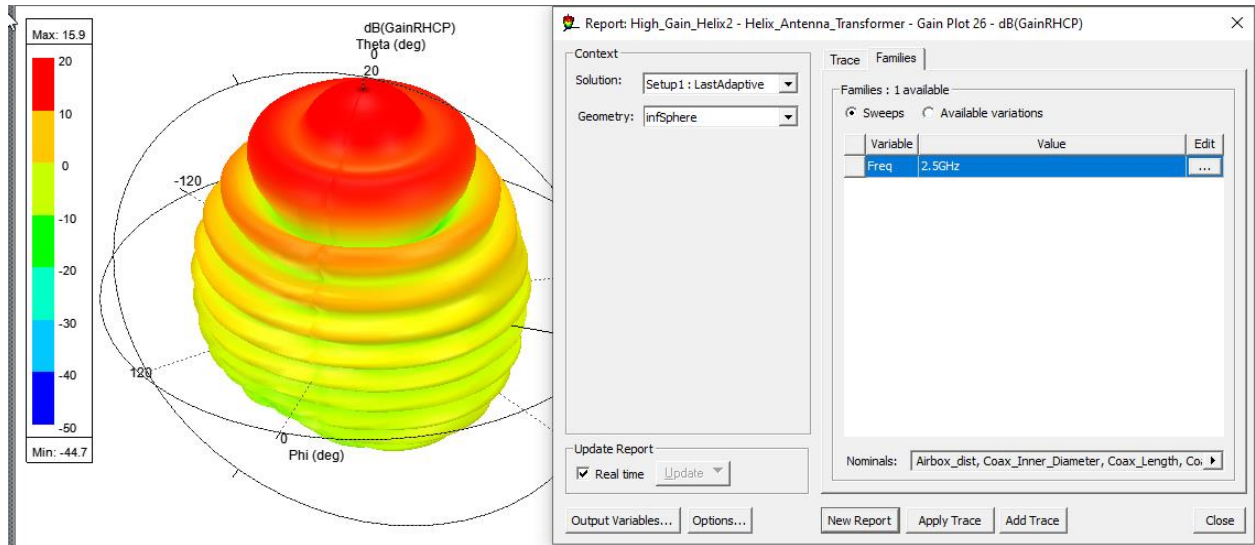 Max: 15.9
20
10
0
-10
-20
-30
-40
-50
Min: -44.7
dB(GainRHCP)
Theta (deg)
0
20
-120
120
0
Phi (deg)
Report: High_Gain_Helix2 - Helix_Antenna_Transformer - Gain Plot 26 - dB(GainRHCP)
Context
Solution: Setup1 : LastAdaptive
Geometry: infSphere
Update Report
Real time Update
Output Variables... Options...
Trace Families
Families : 1 available
Sweeps Available variations
Variable Value Edit
Freq 2.5GHz ...
Nominals: Airbox_dist, Coax_Inner_Diameter, Coax_Length, Co
New Report Apply Trace Add Trace Close